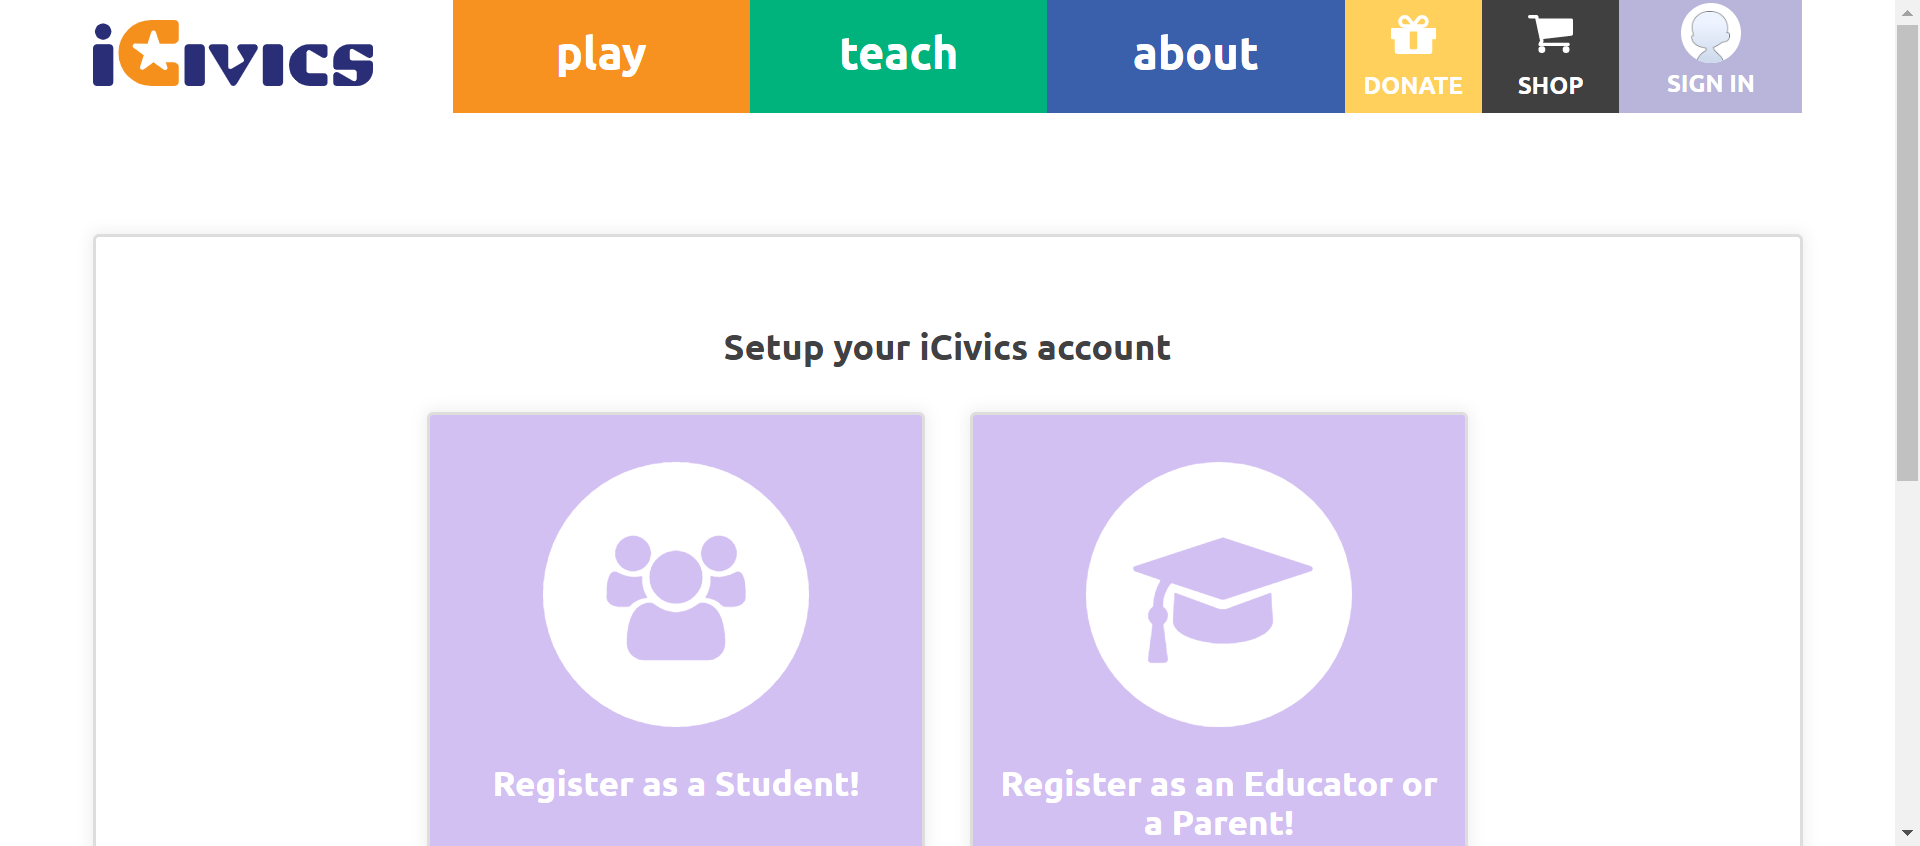 iCivics
play
teach
about
DONATE
SHOP
SIGN IN
Setup your iCivics account
Register as a Student!
Register as an Educator or
a Parent!